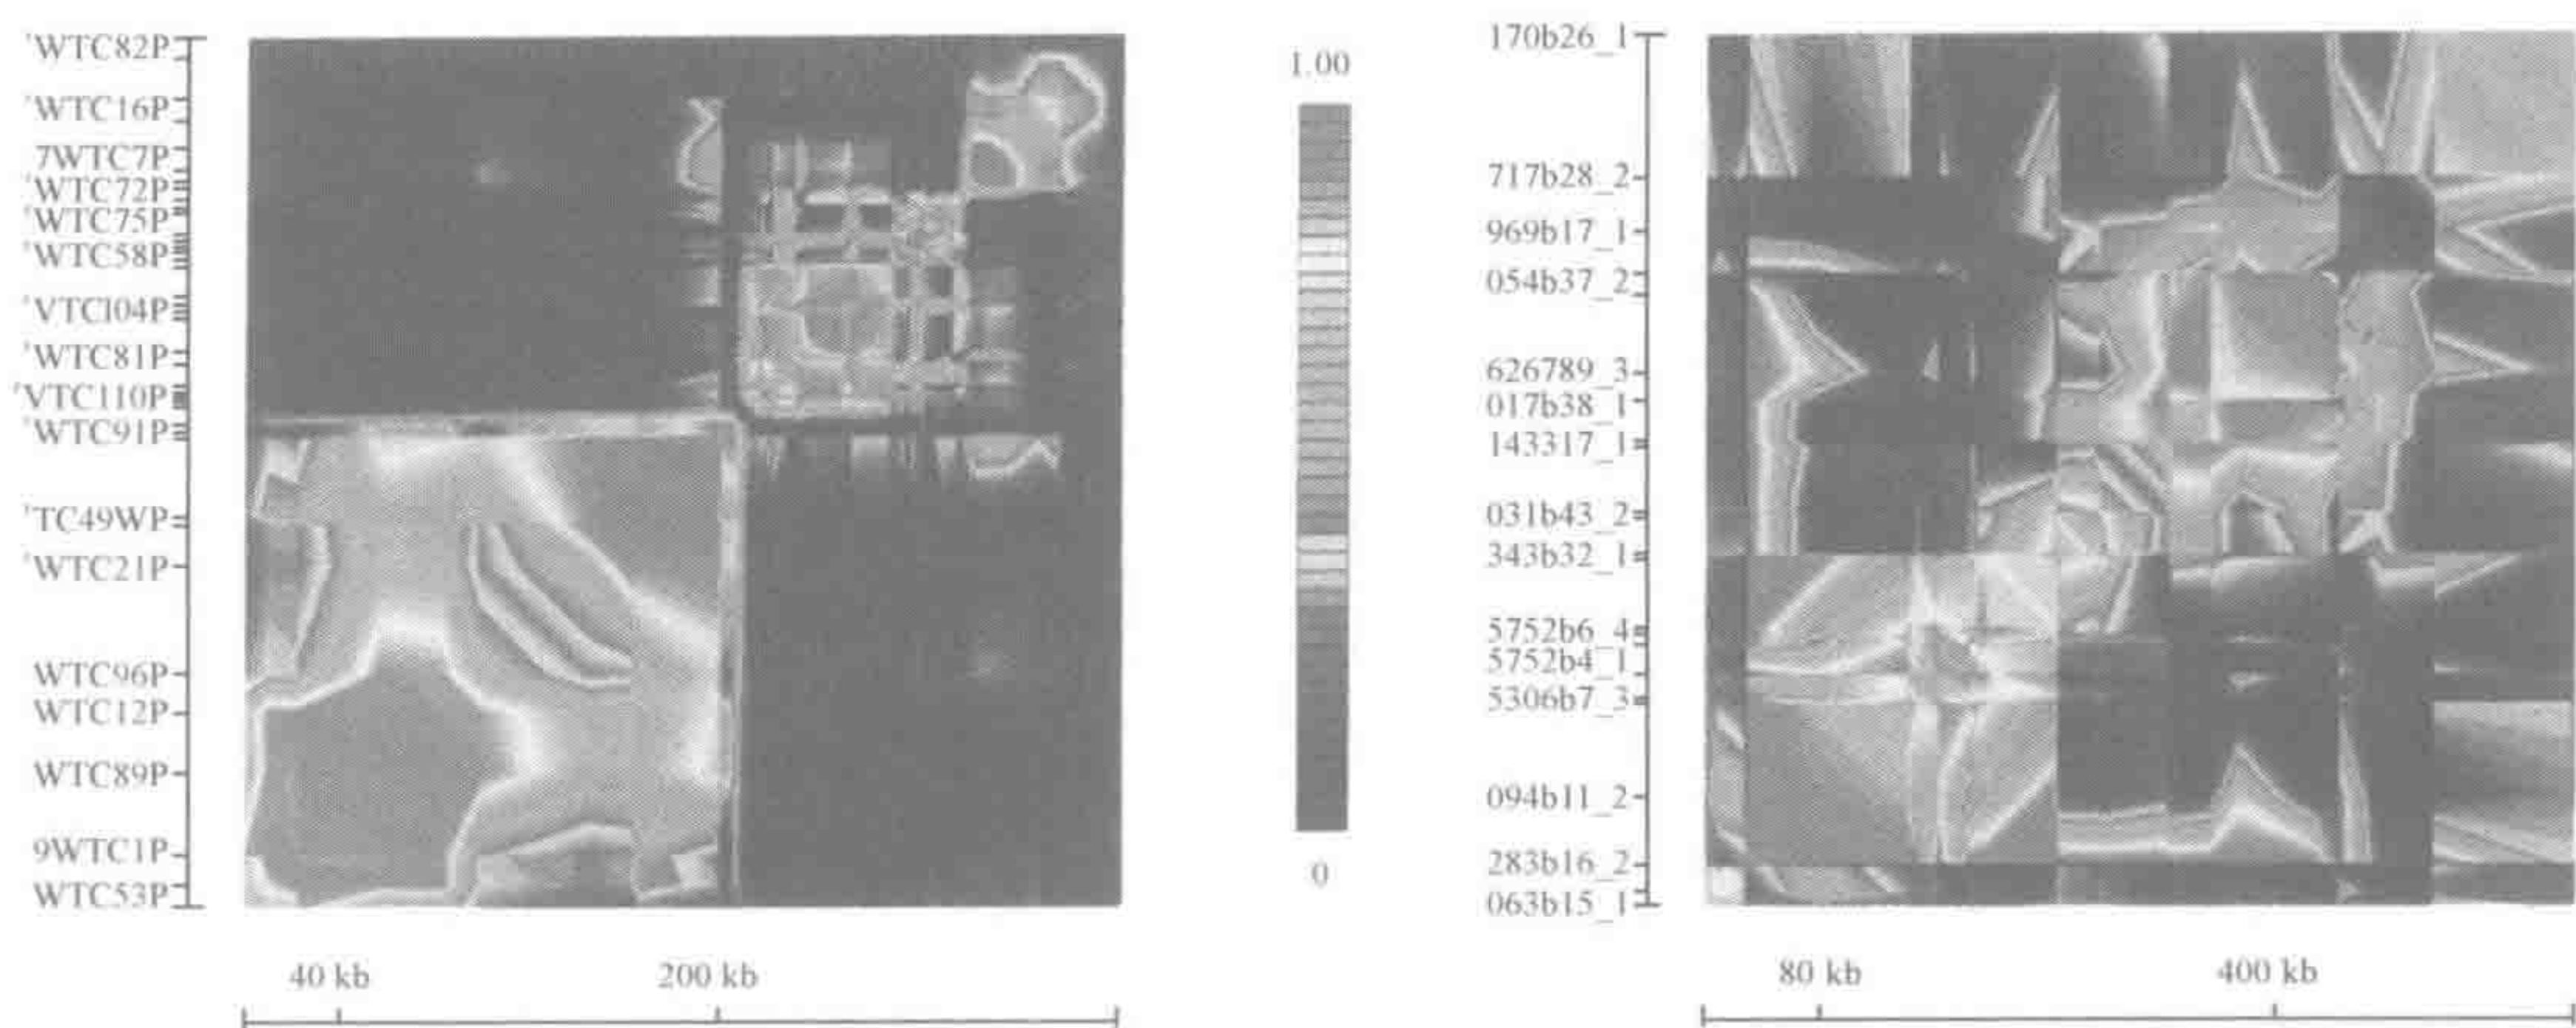 'WTC82P
'WTC16P
7WTC7P
'WTC72P
'WTC75P
'WTC58P
'VTCI04P
'WTC81P
'VTC110P
'WTC91P
'TC49WP
'WTC21P
WTC96P
WTC12P
WTC89P
9WTC1P
WTC53P
40 kb 200 kb
1.00
0
170b26_1
717b28_2
969b17_1
054b37_2
626789_3
017b38_1
143317_1
031b43_2
343b32_1
5752b6_4
5752b4_1
5306b7_3
094b11_2
283b16_2
063b15_1
80 kb 400 kb